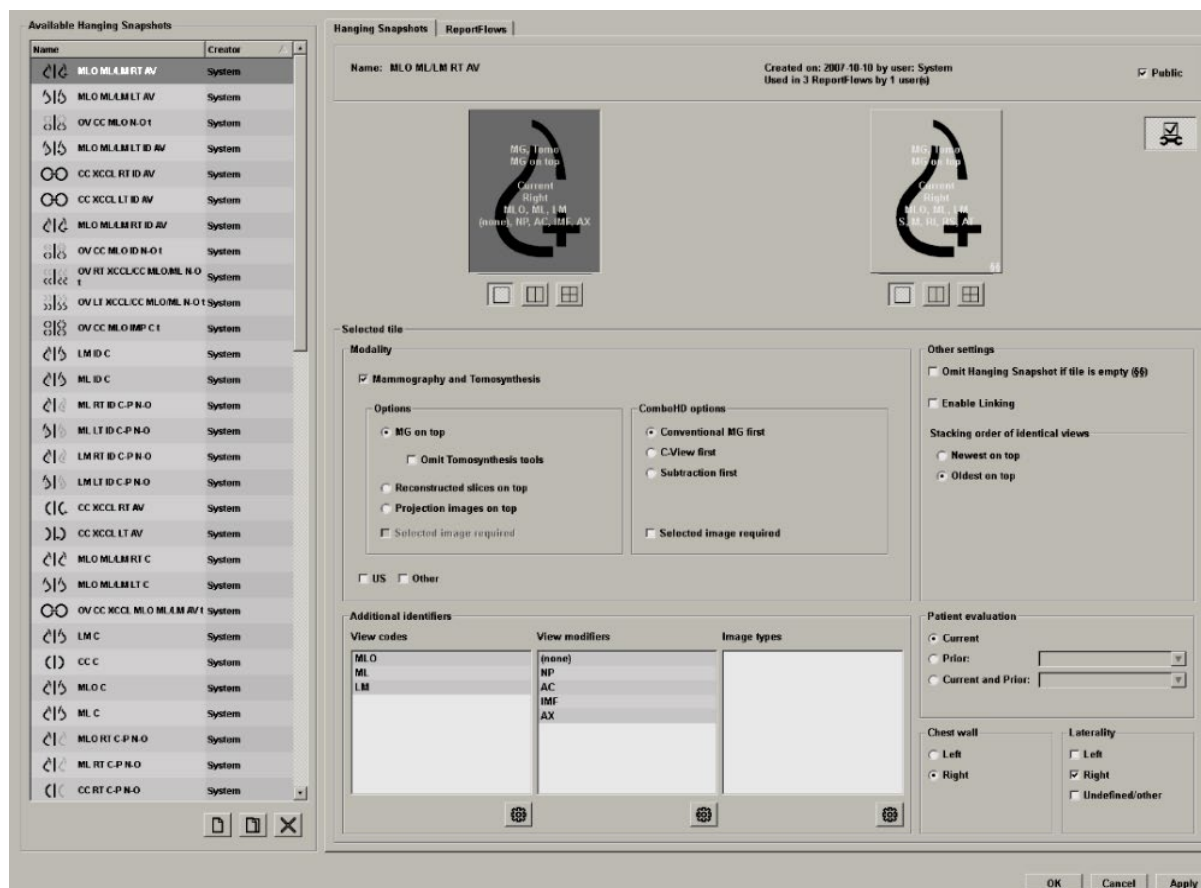 Available Hanging Snapshots
Name Creator
MLO ML/LM RT AV System
MLO ML/LM LT AV System
OV CC MLO N-O t System
MLO ML/LM LT ID AV System
CC XCCL RT ID AV System
CC XCCL LT ID AV System
MLO ML/LM RT ID AV System
OV CC MLO ID N-O t System
OV RT XCCL/CC MLO/ML N-O t System
OV LT XCCL/CC MLO/ML N-O t System
OV CC MLO IMP C t System
LM ID C System
ML ID C System
ML RT ID C-P N-O System
ML LT ID C-P N-O System
LM RT ID C-P N-O System
LM LT ID C-P N-O System
CC XCCL RT AV System
CC XCCL LT AV System
MLO ML/LM RT C System
MLO ML/LM LT C System
OV CC XCCL MLO ML/LM AV t System
LM C System
CC C System
MLO C System
ML C System
MLO RT C-P N-O System
ML RT C-P N-O System
CC RT C-P N-O System
Hanging Snapshots ReportFlows
Name: MLO ML/LM RT AV
Created on: 2007-10-10 by user: System
Used in 3 ReportFlows by 1 user(s)
Public
MG, Tomo
MG on top
Current
Right
MLO, ML, LM
(none), NP, AC, IMF, AX
MG, Tomo
MG on top
Current
Right
MLO, ML, LM
S, M, RI, RS, AT
§§
Selected tile
Modality
Mammography and Tomosynthesis
Options
MG on top
Omit Tomosynthesis tools
Reconstructed slices on top
Projection images on top
Selected image required
ComboHD options
Conventional MG first
C-View first
Subtraction first
Selected image required
US Other
Other settings
Omit Hanging Snapshot if tile is empty (§§)
Enable Linking
Stacking order of identical views
Newest on top
Oldest on top
Additional identifiers
View codes
MLO
ML
LM
View modifiers
(none)
NP
AC
IMF
AX
Image types
Patient evaluation
Current
Prior:
Current and Prior:
Chest wall
Left
Right
Laterality
Left
Right
Undefined/other
OK Cancel Apply